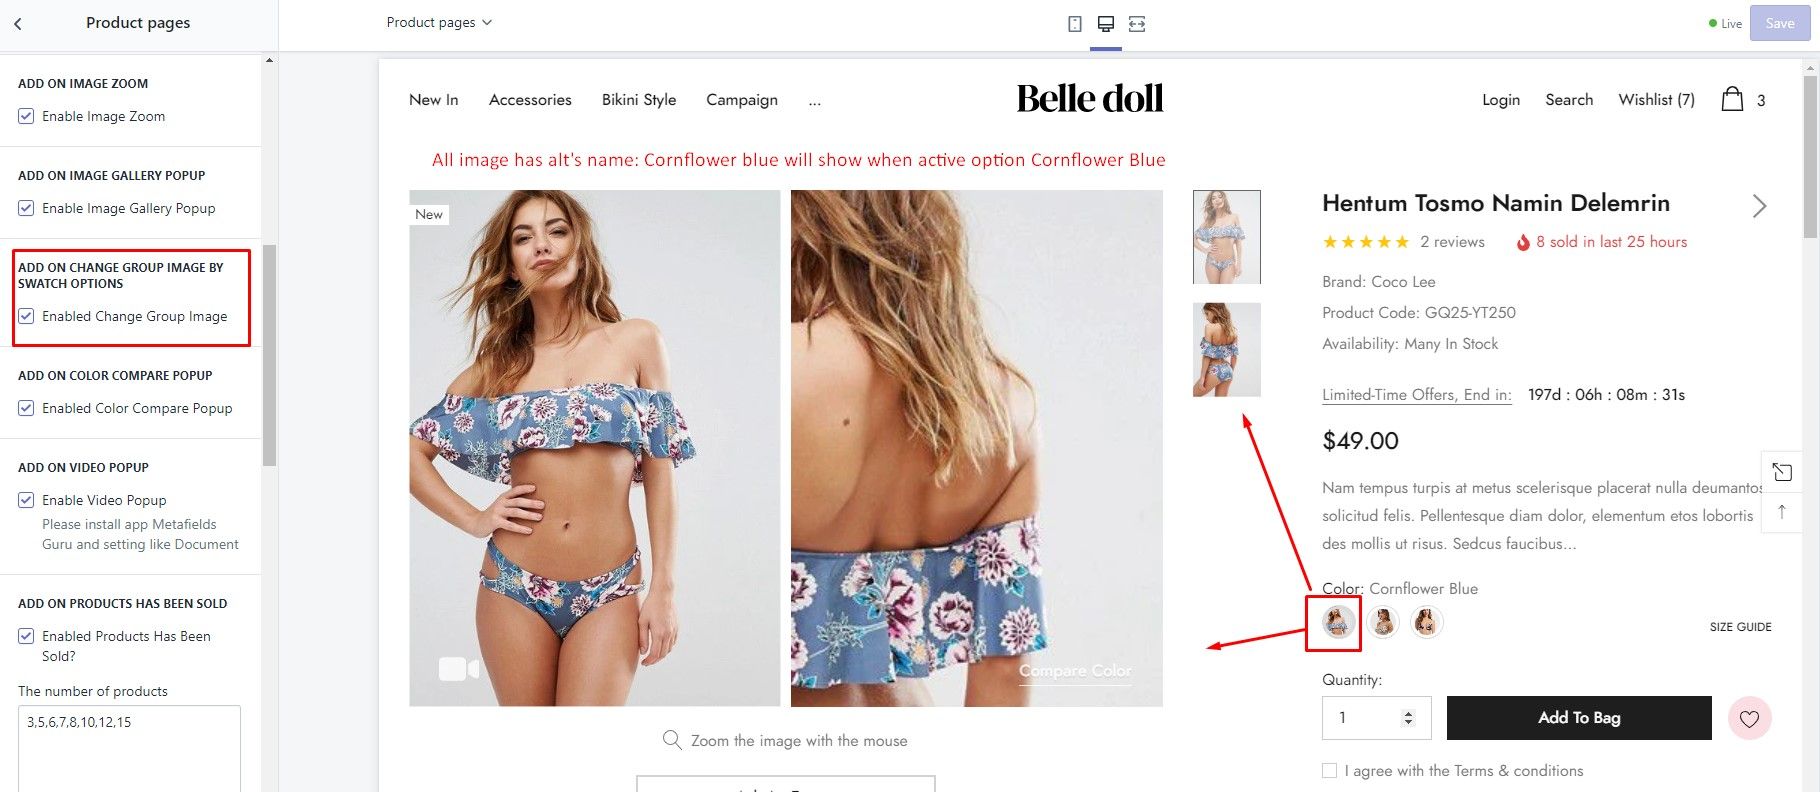 Product pages
Product pages
Live
Save
ADD ON IMAGE ZOOM
Enable Image Zoom
ADD ON IMAGE GALLERY POPUP
Enable Image Gallery Popup
ADD ON CHANGE GROUP IMAGE BY
SWATCH OPTIONS
Enabled Change Group Image
ADD ON COLOR COMPARE POPUP
Enabled Color Compare Popup
ADD ON VIDEO POPUP
Enable Video Popup
Please install app Metafields
Guru and setting like Document
ADD ON PRODUCTS HAS BEEN SOLD
Enabled Products Has Been
Sold?
The number of products
3,5,6,7,8,10,12,15
New In Accessories Bikini Style Campaign ...
Belle doll
Login Search Wishlist (7) 3
All image has alt's name: Cornflower blue will show when active option Cornflower Blue
New
Compare Color
Zoom the image with the mouse
Hentum Tosmo Namin Delemrin
2 reviews 8 sold in last 25 hours
Brand: Coco Lee
Product Code: GQ25-YT250
Availability: Many In Stock
Limited-Time Offers, End in: 197d : 06h : 08m : 31s
$49.00
Nam tempus turpis at metus scelerisque placerat nulla deumantos
solicitud felis. Pellentesque diam dolor, elementum etos lobortis
des mollis ut risus. Sedcus faucibus...
Color: Cornflower Blue
SIZE GUIDE
Quantity:
1
Add To Bag
I agree with the Terms & conditions